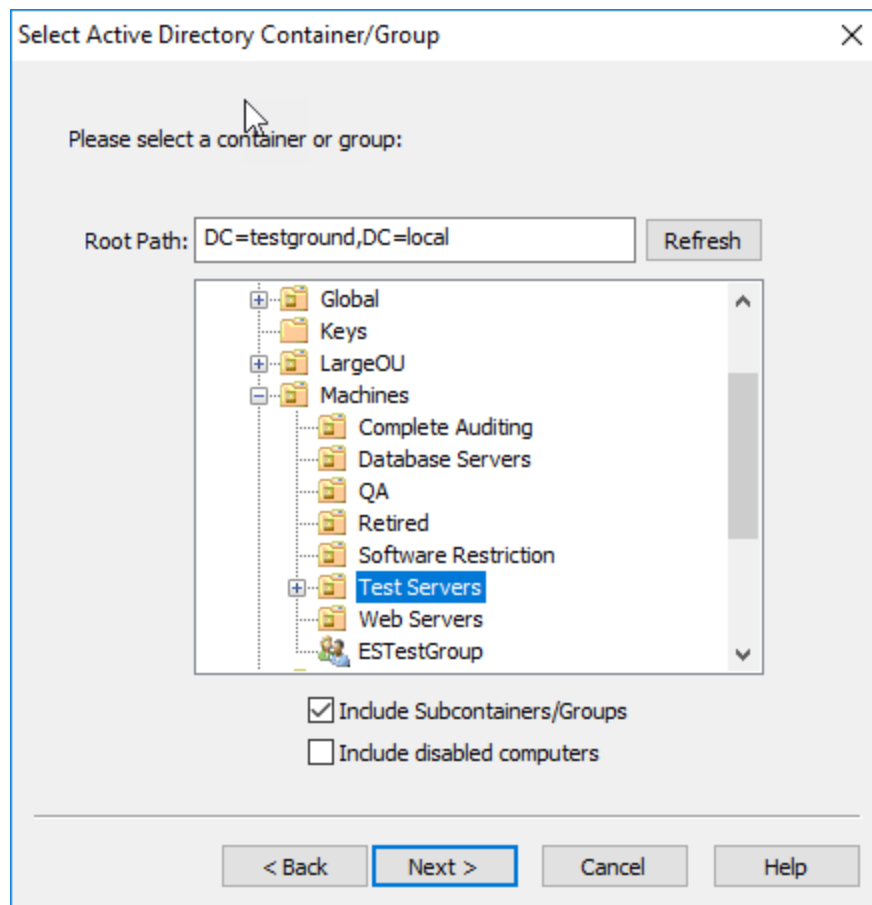 Select Active Directory Container/Group
Please select a container or group:
Root Path: DC=testground,DC=local Refresh
Global
Keys
LargeOU
Machines
Complete Auditing
Database Servers
QA
Retired
Software Restriction
Test Servers
Web Servers
ESTestGroup
Include Subcontainers/Groups
Include disabled computers
< Back Next > Cancel Help